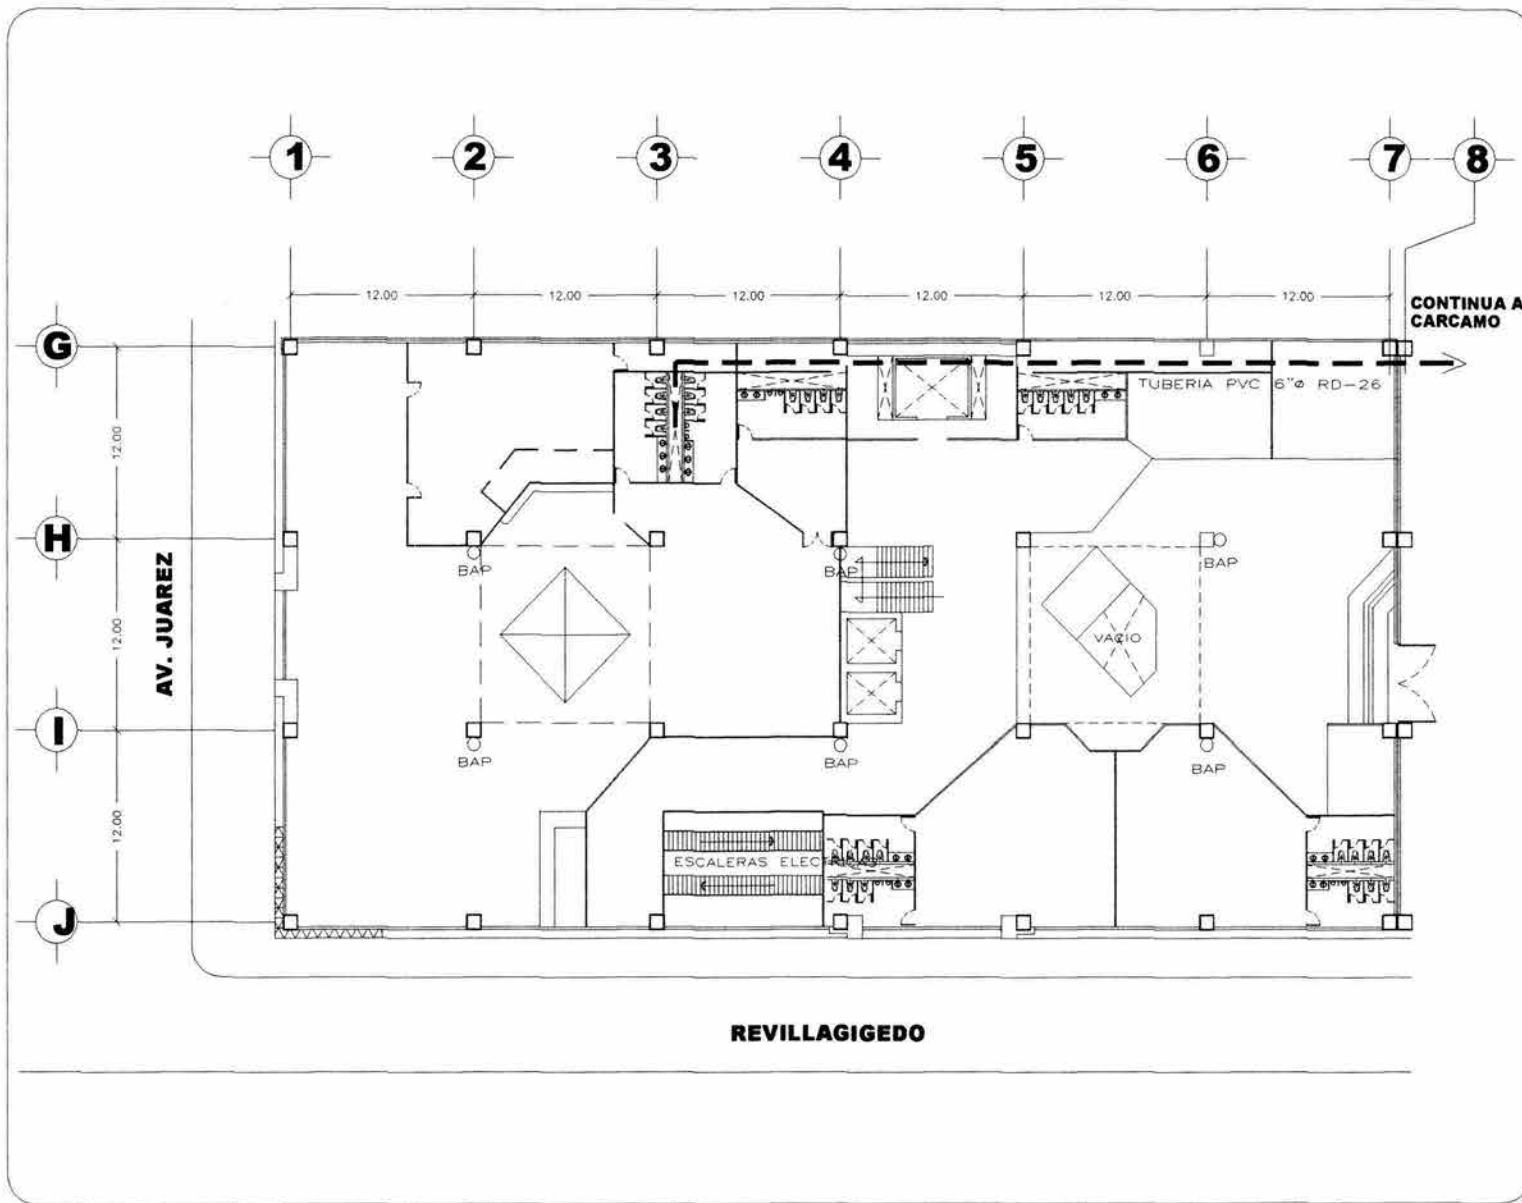 1 2 3 4 5 6 7 8
12.00 12.00 12.00 12.00 12.00 12.00
CONTINUA A
CARCAMO
G
TUBERIA PVC 6"ø RD-26
12.00
H
BAP BAP BAP
AV. JUAREZ
12.00
VACIO
I
BAP BAP BAP
12.00
ESCALERAS ELECTRICAS
J
REVILLAGIGEDO